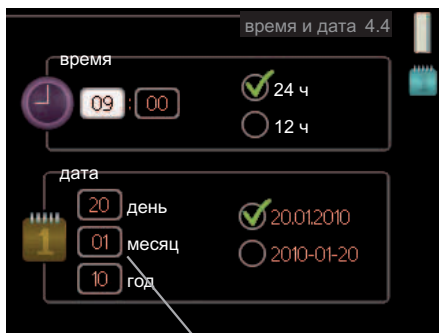 время и дата 4.4
время
09 : 00
24 ч
12 ч
дата
20 день
01 месяц
10 год
20.01.2010
2010-01-20
1